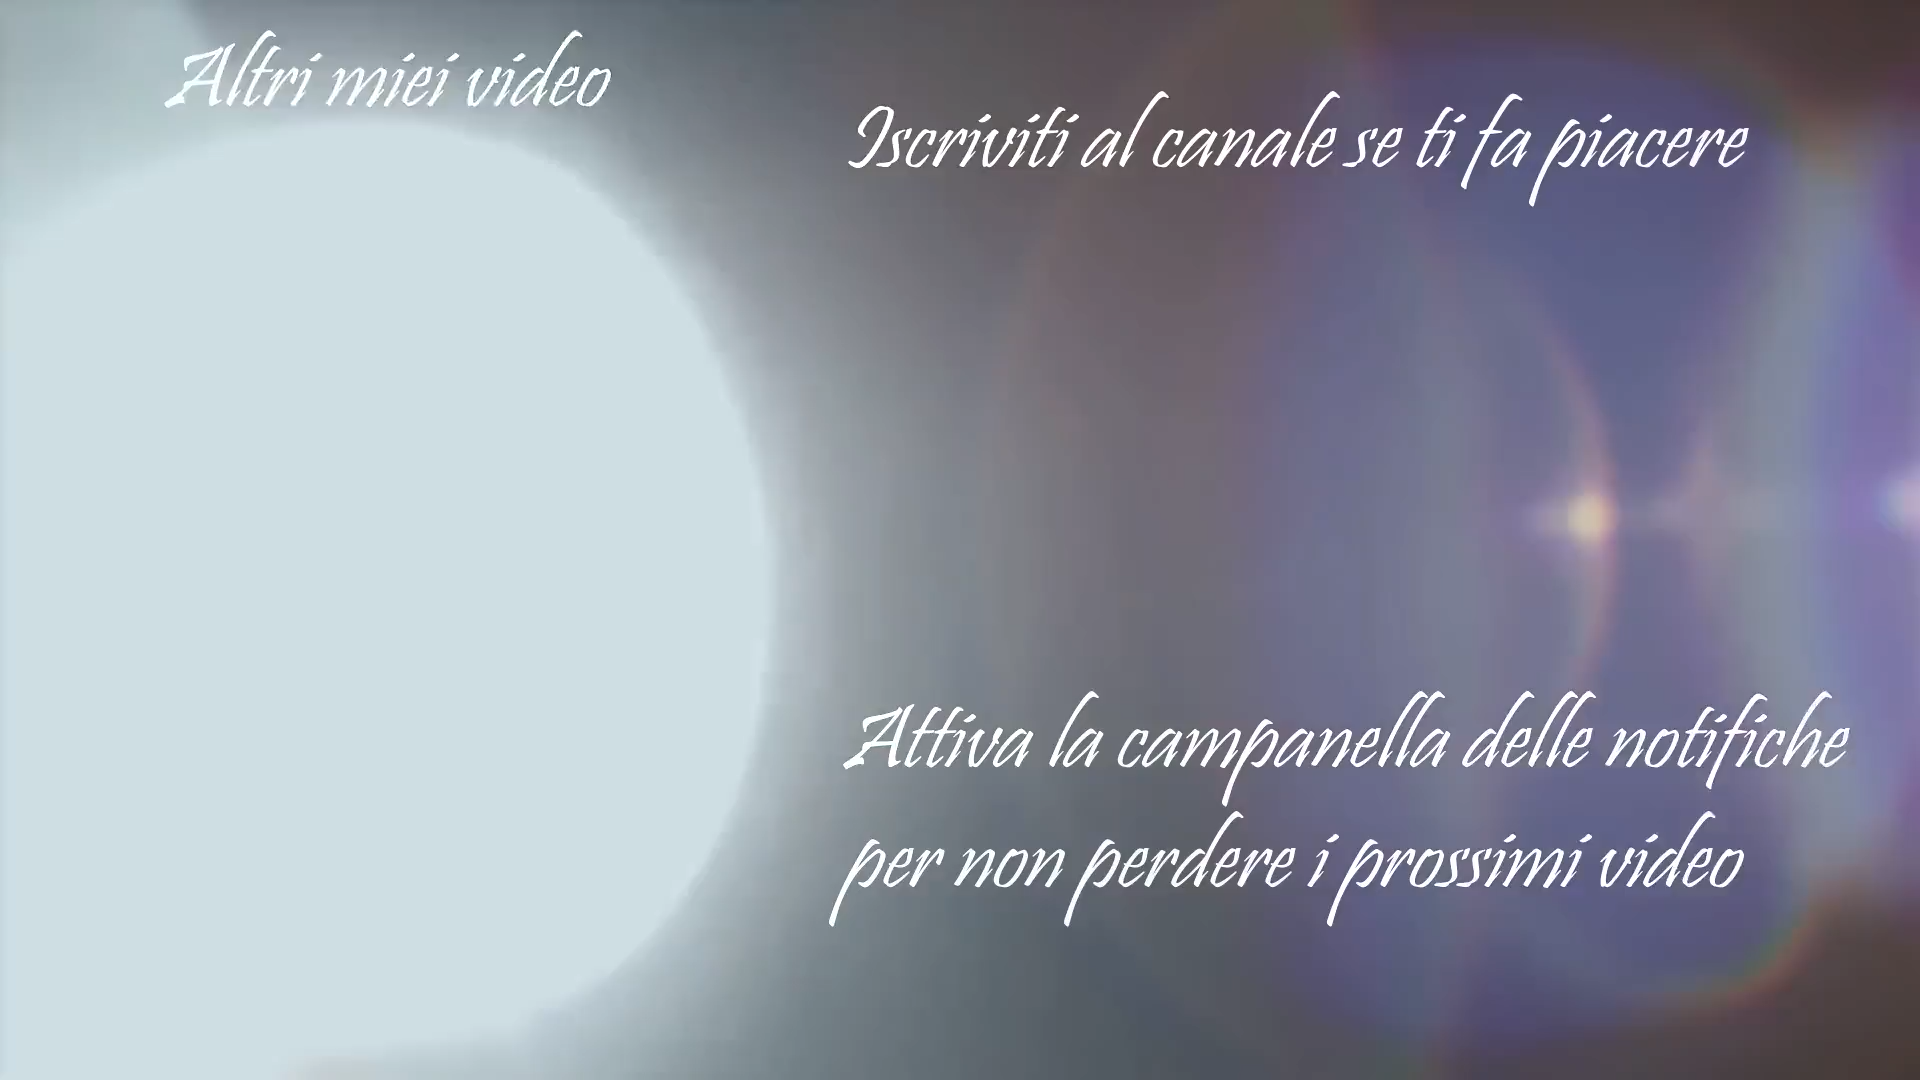 Altri miei video
Iscriviti al canale se ti fa piacere
Attiva la campanella delle notifiche
per non perdere i prossimi video